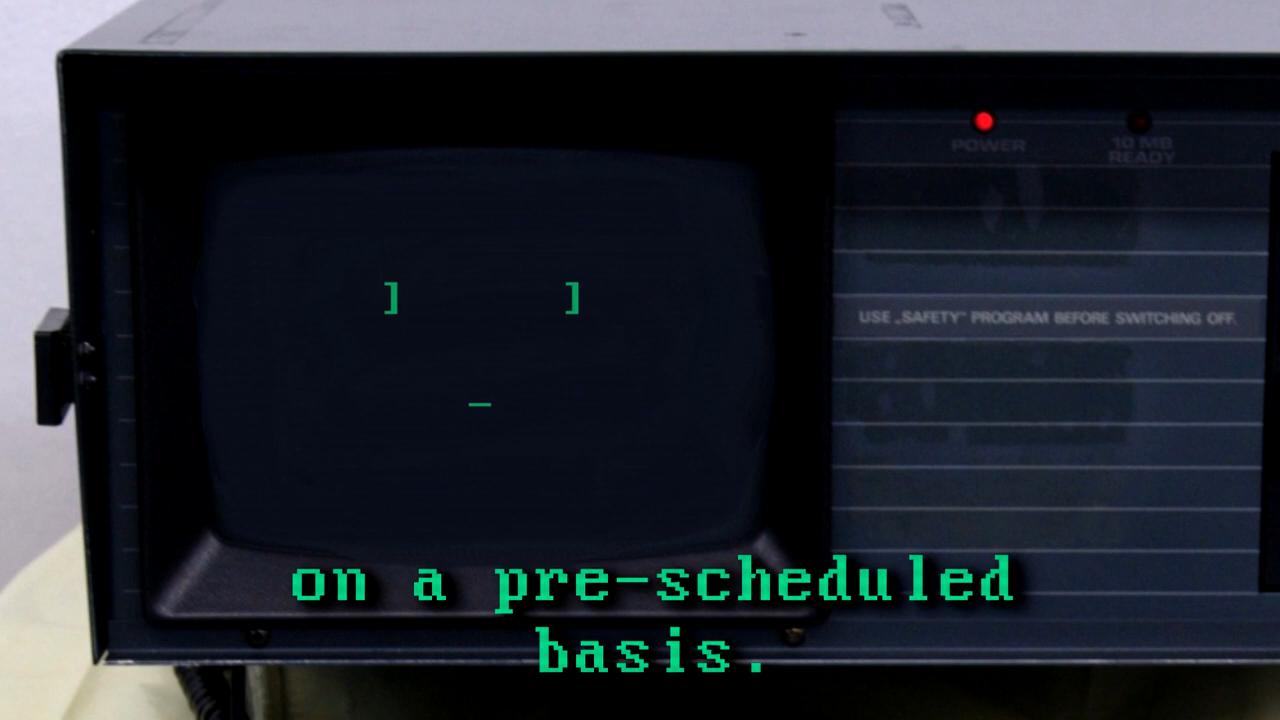 POWER
10 MB
READY
] ]
USE „SAFETY" PROGRAM BEFORE SWITCHING OFF.
_
on a pre-scheduled
basis.